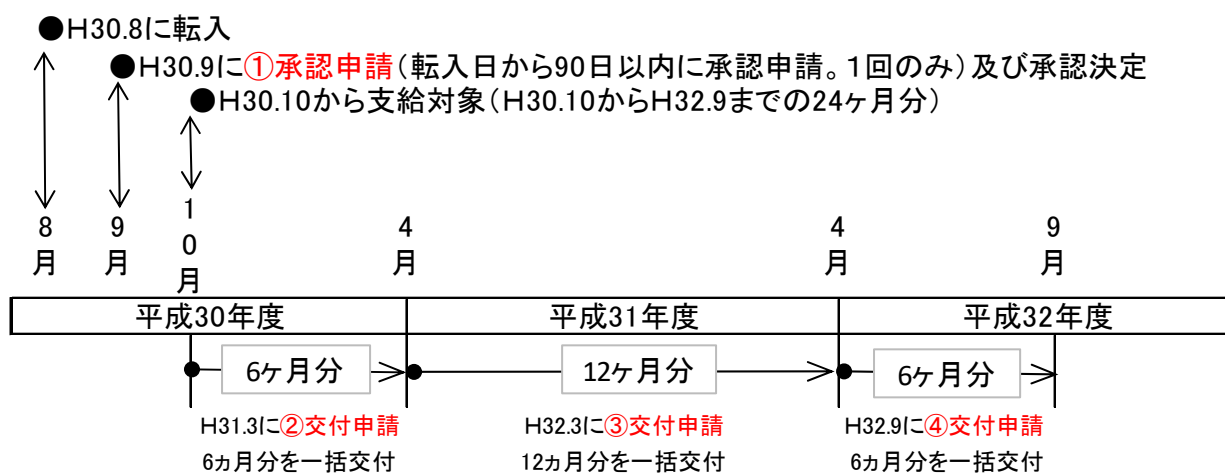 ●H30.8に転入
●H30.9に①承認申請(転入日から90日以内に承認申請。1回のみ)及び承認決定
●H30.10から支給対象(H30.10からH32.9までの24ヶ月分)
8月
9月
10月
4月
4月
9月
平成30年度
平成31年度
平成32年度
6ヶ月分
12ヶ月分
6ヶ月分
H31.3に②交付申請
6ヵ月分を一括交付
H32.3に③交付申請
12ヵ月分を一括交付
H32.9に④交付申請
6ヵ月分を一括交付